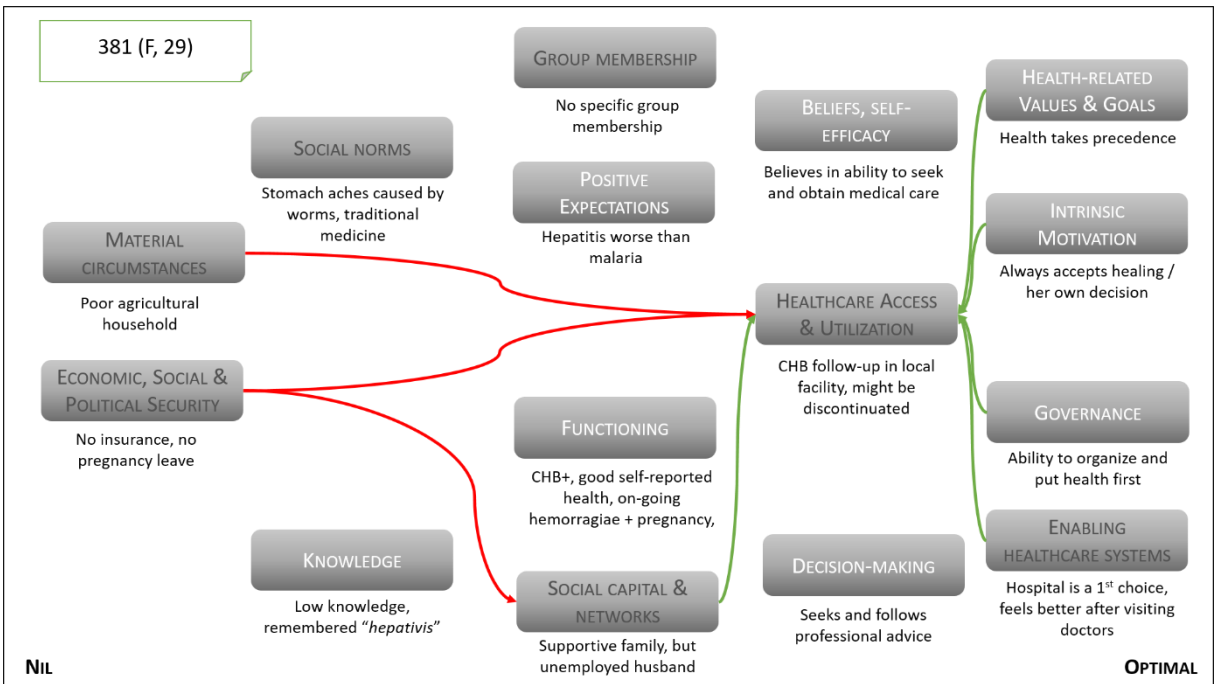 381 (F, 29)
GROUP MEMBERSHIP
No specific group
membership
SOCIAL NORMS
Stomach aches caused by
worms, traditional
medicine
POSITIVE
EXPECTATIONS
Hepatitis worse than
malaria
BELIEFS, SELF-
EFFICACY
Believes in ability to seek
and obtain medical care
HEALTH-RELATED
VALUES & GOALS
Health takes precedence
MATERIAL
CIRCUMSTANCES
Poor agricultural
household
INTRINSIC
MOTIVATION
Always accepts healing /
her own decision
HEALTHCARE ACCESS
& UTILIZATION
CHB follow-up in local
facility, might be
discontinuated
ECONOMIC, SOCIAL &
POLITICAL SECURITY
No insurance, no
pregnancy leave
FUNCTIONING
CHB+, good self-reported
health, on-going
hemorragiae + pregnancy,
GOVERNANCE
Ability to organize and
put health first
KNOWLEDGE
Low knowledge,
remembered "hepativis"
SOCIAL CAPITAL &
NETWORKS
Supportive family, but
unemployed husband
DECISION-MAKING
Seeks and follows
professional advice
ENABLING
HEALTHCARE SYSTEMS
Hospital is a 1st choice,
feels better after visiting
doctors
NIL
OPTIMAL